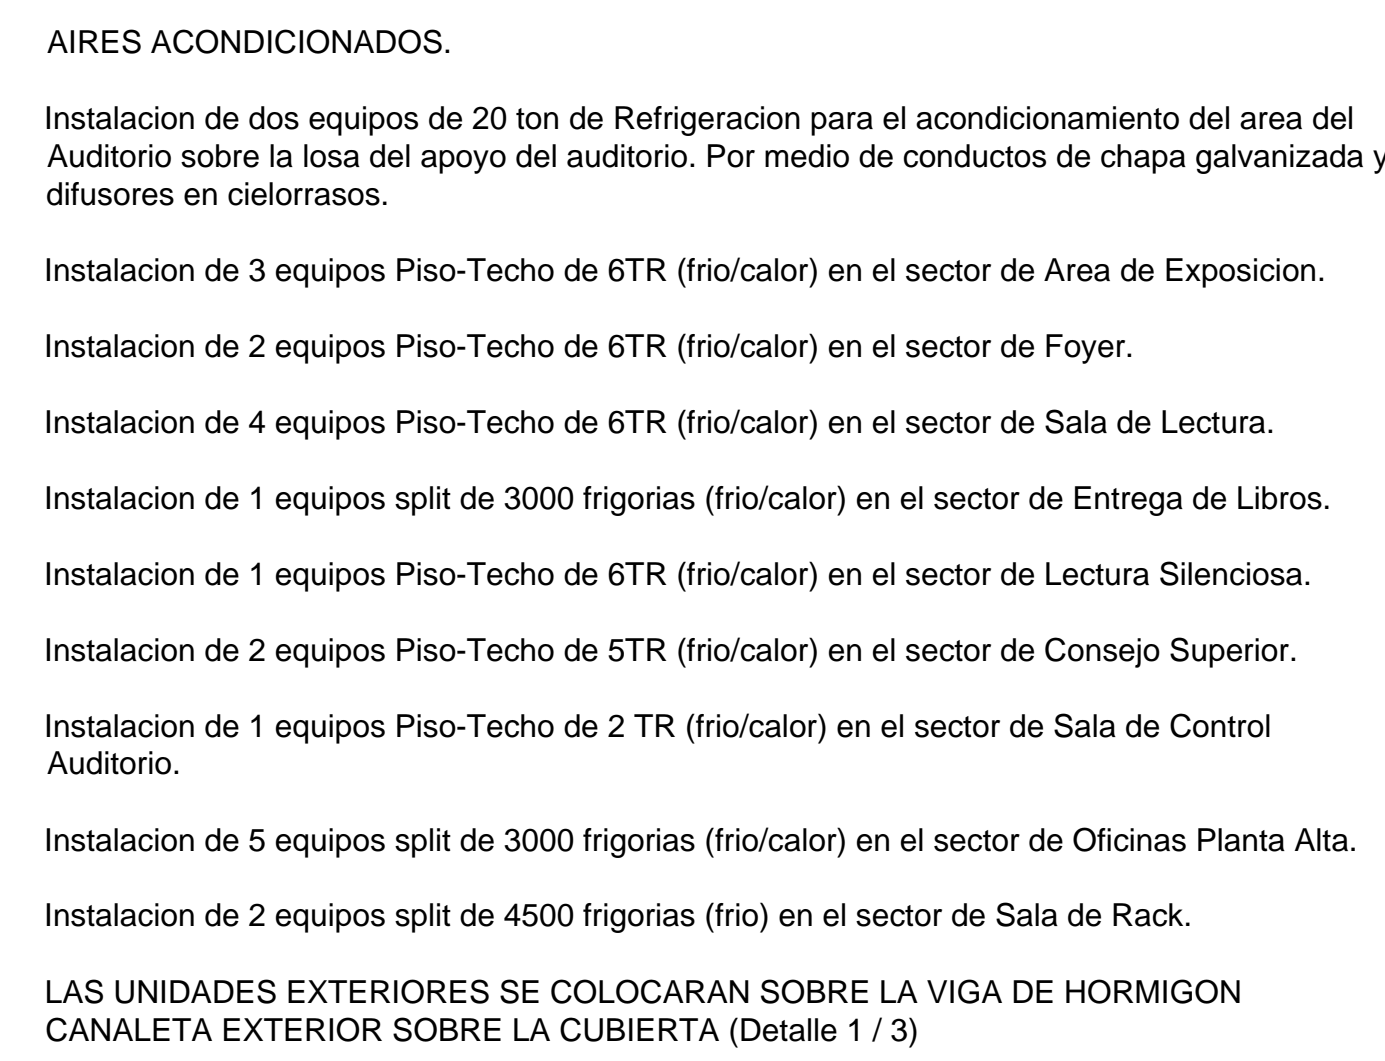 AIRES ACONDICIONADOS.
Instalacion de dos equipos de 20 ton de Refrigeracion para el acondicionamiento del area del
Auditorio sobre la losa del apoyo del auditorio. Por medio de conductos de chapa galvanizada y
difusores en cielorrasos.
Instalacion de 3 equipos Piso-Techo de 6TR (frio/calor) en el sector de Area de Exposicion.
Instalacion de 2 equipos Piso-Techo de 6TR (frio/calor) en el sector de Foyer.
Instalacion de 4 equipos Piso-Techo de 6TR (frio/calor) en el sector de Sala de Lectura.
Instalacion de 1 equipos split de 3000 frigorias (frio/calor) en el sector de Entrega de Libros.
Instalacion de 1 equipos Piso-Techo de 6TR (frio/calor) en el sector de Lectura Silenciosa.
Instalacion de 2 equipos Piso-Techo de 5TR (frio/calor) en el sector de Consejo Superior.
Instalacion de 1 equipos Piso-Techo de 2 TR (frio/calor) en el sector de Sala de Control
Auditorio.
Instalacion de 5 equipos split de 3000 frigorias (frio/calor) en el sector de Oficinas Planta Alta.
Instalacion de 2 equipos split de 4500 frigorias (frio) en el sector de Sala de Rack.
LAS UNIDADES EXTERIORES SE COLOCARAN SOBRE LA VIGA DE HORMIGON
CANALETA EXTERIOR SOBRE LA CUBIERTA (Detalle 1 / 3)